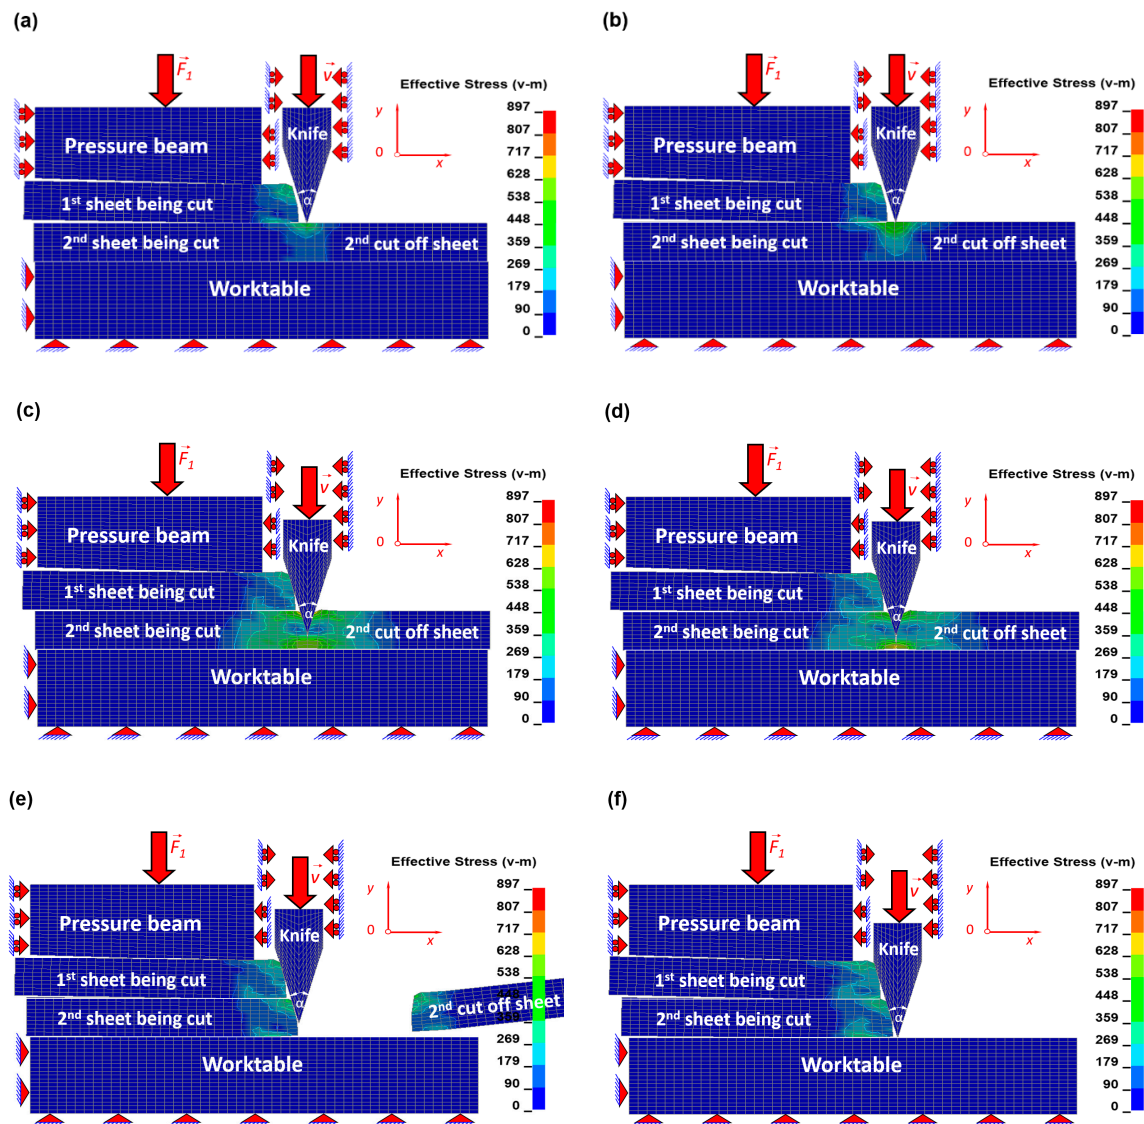 (a)
F1
v
Effective Stress (v-m)
897
807
717
628
538
448
359
269
179
90
0
y
0
x
Knife
Pressure beam
α
1st sheet being cut
2nd sheet being cut
2nd cut off sheet
Worktable
(b)
F1
v
Effective Stress (v-m)
897
807
717
628
538
448
359
269
179
90
0
y
0
x
Knife
Pressure beam
α
1st sheet being cut
2nd sheet being cut
2nd cut off sheet
Worktable
(c)
F1
v
Effective Stress (v-m)
897
807
717
628
538
448
359
269
179
90
0
y
0
x
Knife
Pressure beam
α
1st sheet being cut
2nd sheet being cut
2nd cut off sheet
Worktable
(d)
F1
v
Effective Stress (v-m)
897
807
717
628
538
448
359
269
179
90
0
y
0
x
Knife
Pressure beam
α
1st sheet being cut
2nd sheet being cut
2nd cut off sheet
Worktable
(e)
F1
v
Effective Stress (v-m)
897
807
717
628
538
269
179
90
0
y
0
x
Knife
Pressure beam
α
1st sheet being cut
2nd sheet being cut
2nd cut off sheet
Worktable
(f)
F1
v
Effective Stress (v-m)
897
807
717
628
538
448
359
269
179
90
0
y
0
x
Knife
Pressure beam
α
1st sheet being cut
2nd sheet being cut
Worktable